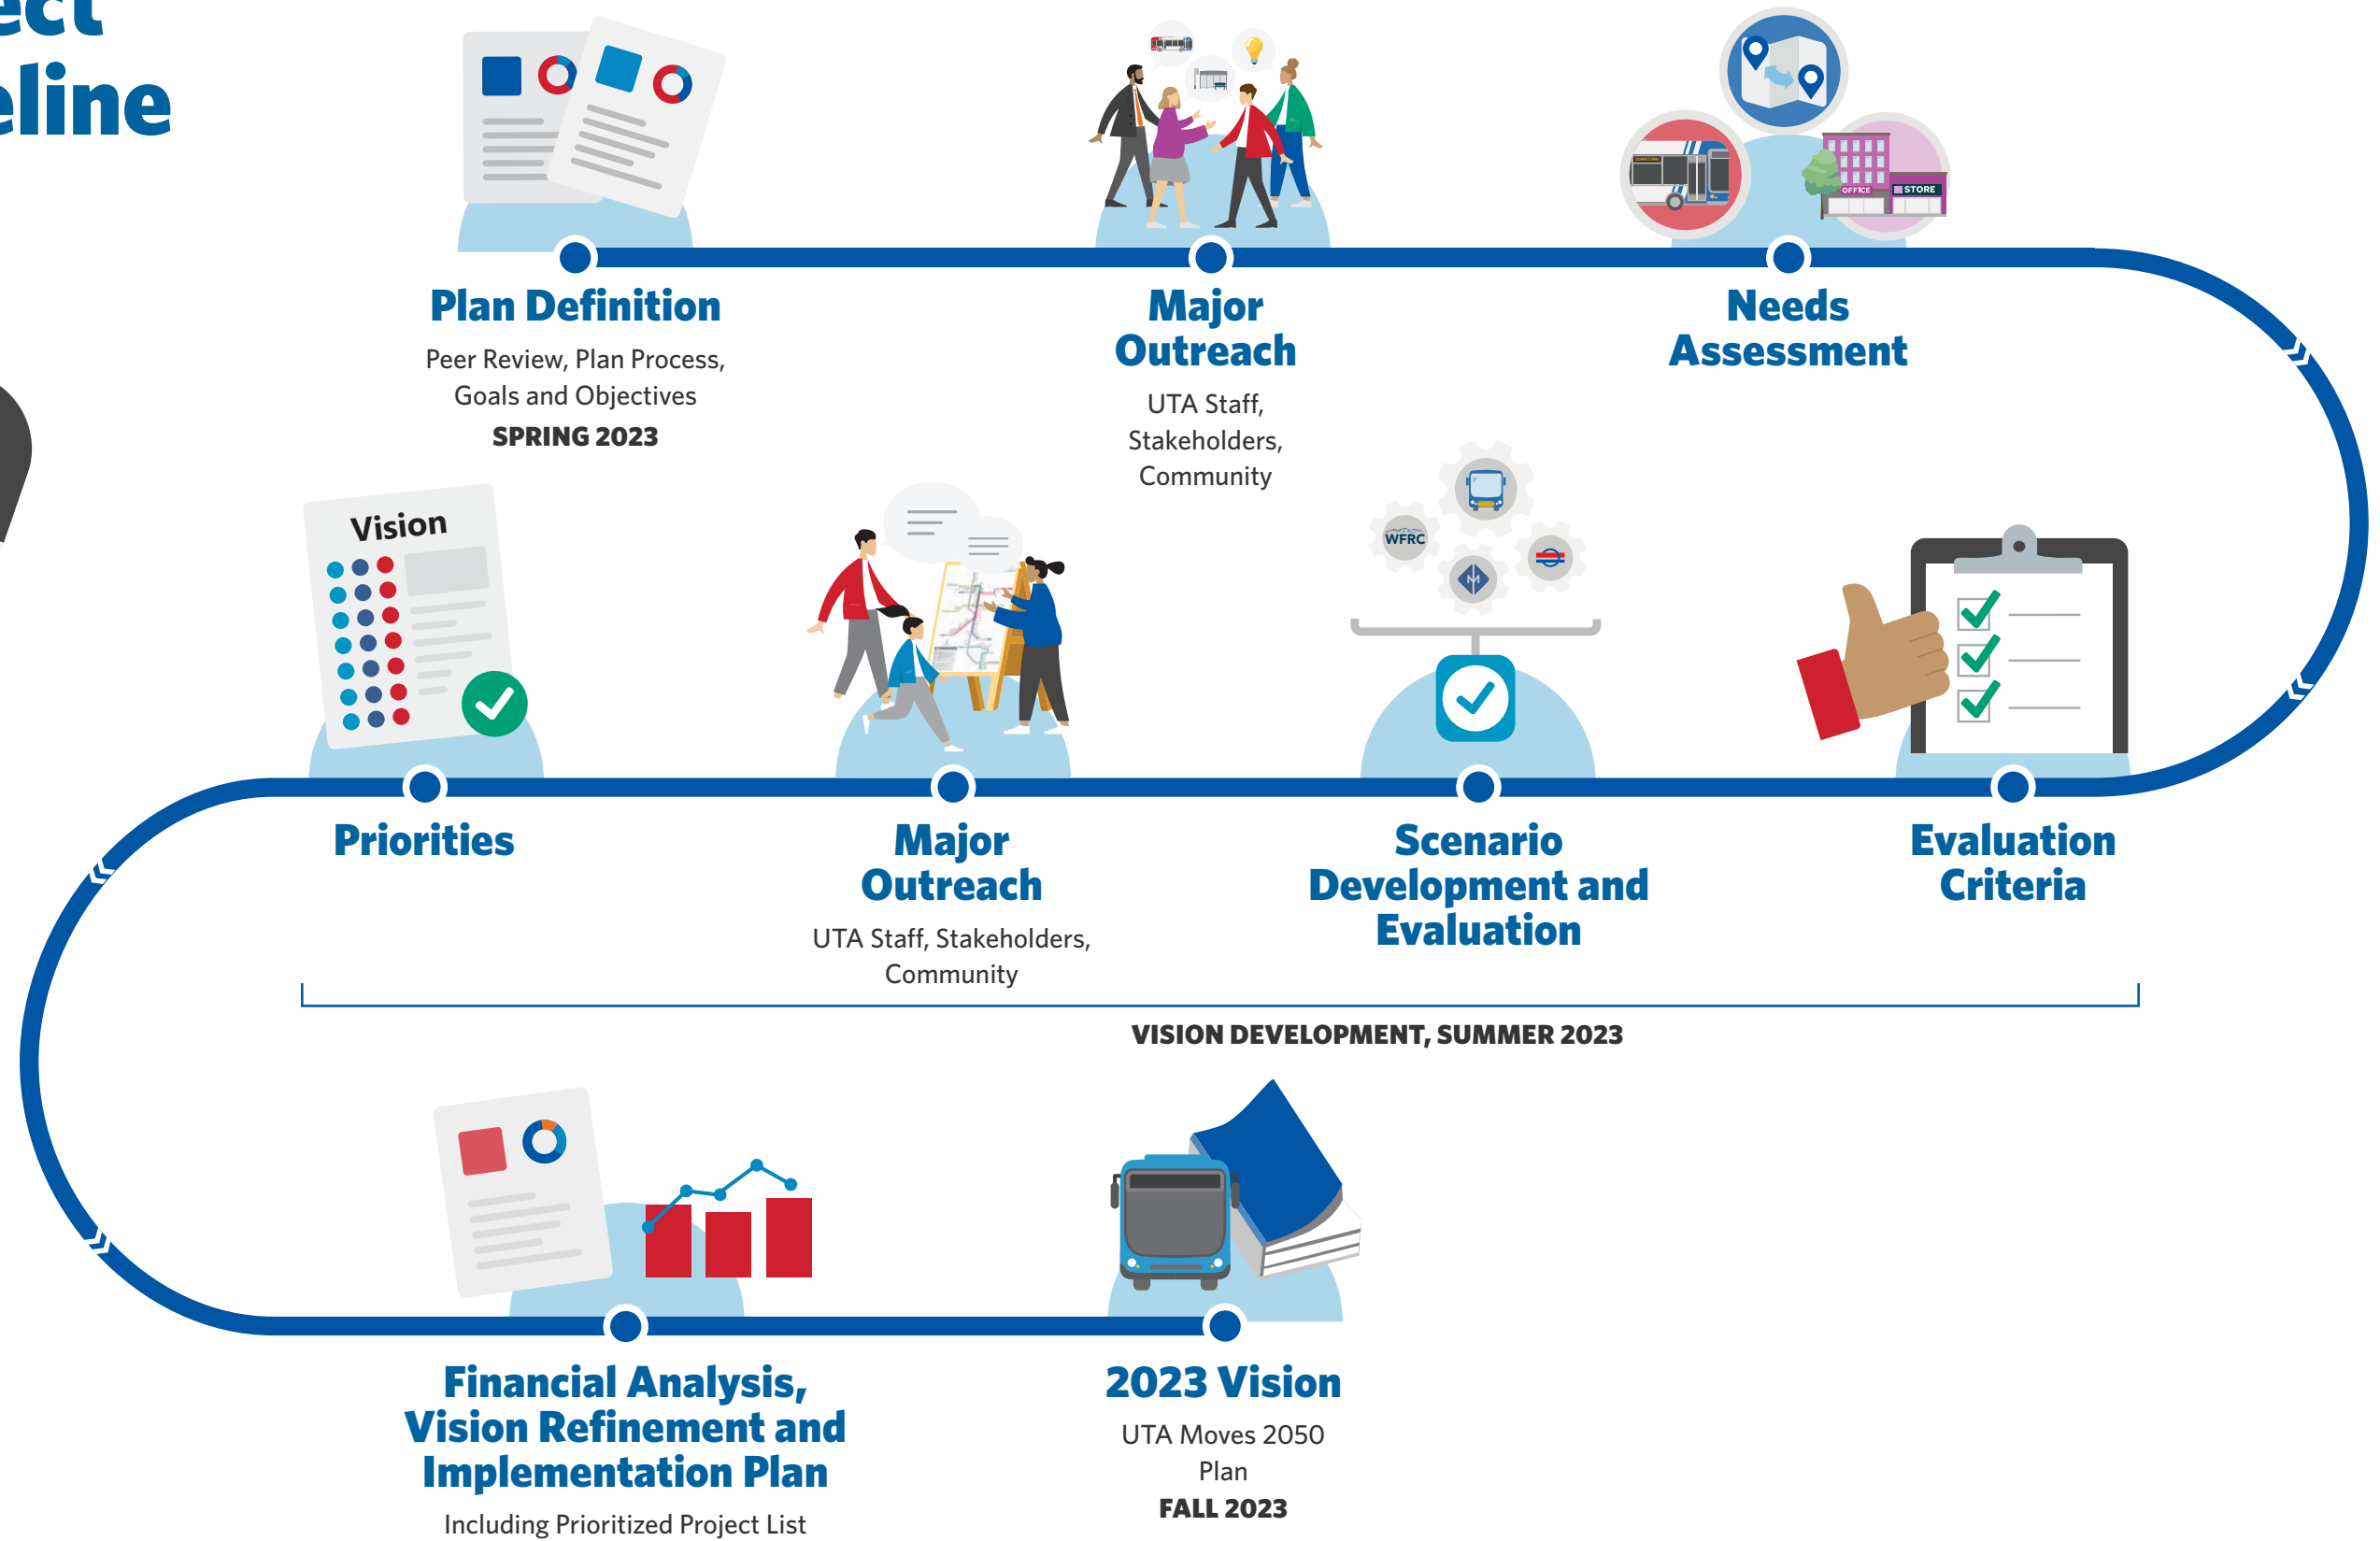 ect
eline
Plan Definition
Peer Review, Plan Process,
Goals and Objectives
SPRING 2023
Major
Outreach
UTA Staff,
Stakeholders,
Community
OFFICE
STORE
Needs
Assessment
Evaluation
Criteria
WFRC
M
Scenario
Development and
Evaluation
Major
Outreach
UTA Staff, Stakeholders,
Community
Vision
Priorities
VISION DEVELOPMENT, SUMMER 2023
Financial Analysis,
Vision Refinement and
Implementation Plan
Including Prioritized Project List
2023 Vision
UTA Moves 2050
Plan
FALL 2023